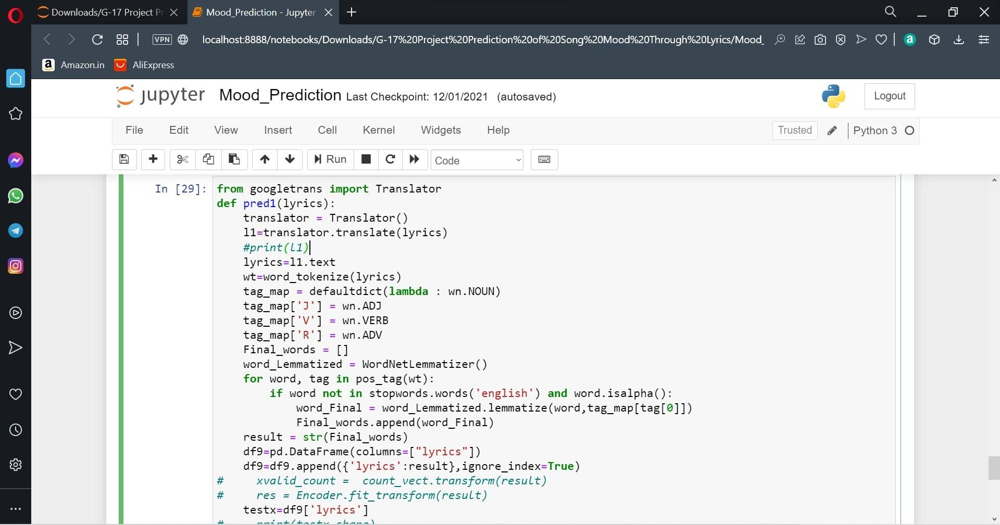 Downloads/G-17 Project Pr
Mood_Prediction - Jupyter
VPN
localhost:8888/notebooks/Downloads/G-17%20Project%20Prediction%20of%20Song%20Mood%20Through%20Lyrics/Mood_
a
a Amazon.in
AliExpress
jupyter Mood_Prediction Last Checkpoint: 12/01/2021 (autosaved)
Logout
File Edit View Insert Cell Kernel Widgets Help
Trusted
Python 3
Run
Code
In [29]: from googletrans import Translator
def pred1(lyrics):
    translator = Translator()
    l1=translator.translate(lyrics)
    #print(l1)
    lyrics=l1.text
    wt=word_tokenize(lyrics)
    tag_map = defaultdict(lambda : wn.NOUN)
    tag_map['J'] = wn.ADJ
    tag_map['V'] = wn.VERB
    tag_map['R'] = wn.ADV
    Final_words = []
    word_Lemmatized = WordNetLemmatizer()
    for word, tag in pos_tag(wt):
        if word not in stopwords.words('english') and word.isalpha():
            word_Final = word_Lemmatized.lemmatize(word,tag_map[tag[0]])
            Final_words.append(word_Final)
    result = str(Final_words)
    df9=pd.DataFrame(columns=["lyrics"])
    df9=df9.append({'lyrics':result},ignore_index=True)
#     xvalid_count =  count_vect.transform(result)
#     res = Encoder.fit_transform(result)
    testx=df9['lyrics']
#     print(testx.shape)